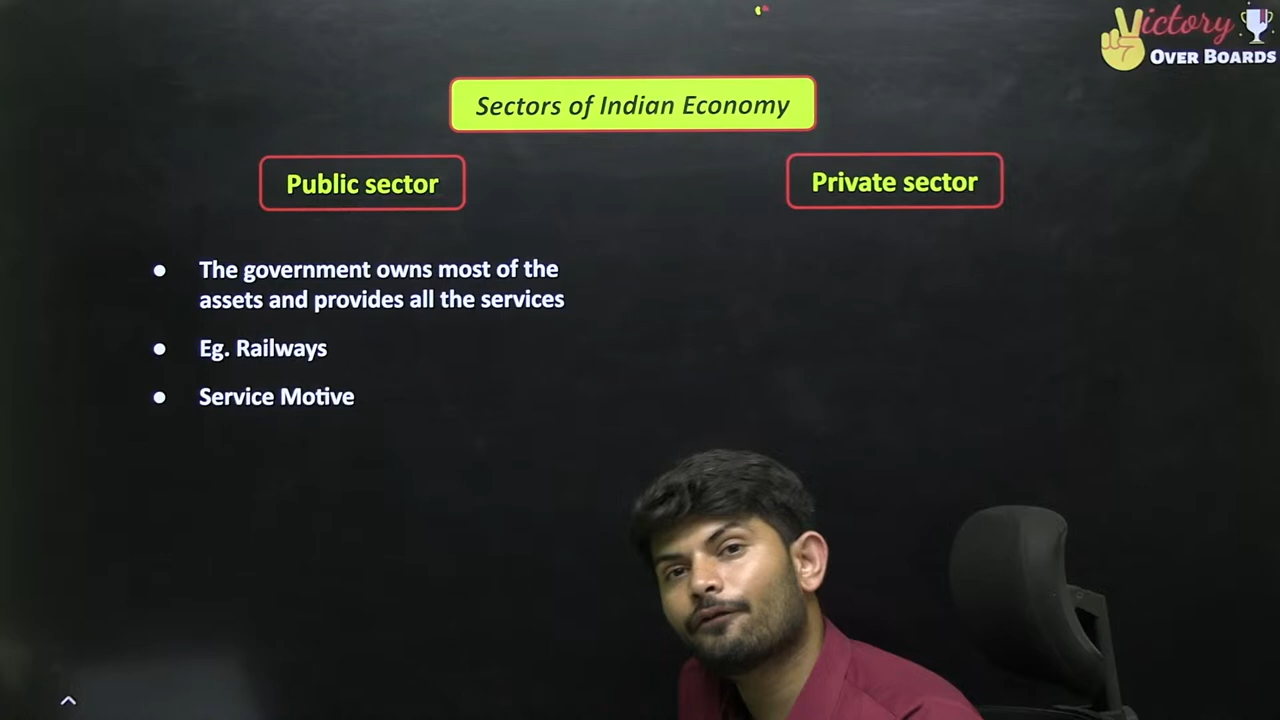 Victory
OVER BOARDS
Sectors of Indian Economy
Public sector
Private sector
● The government owns most of the
assets and provides all the services
● Eg. Railways
● Service Motive